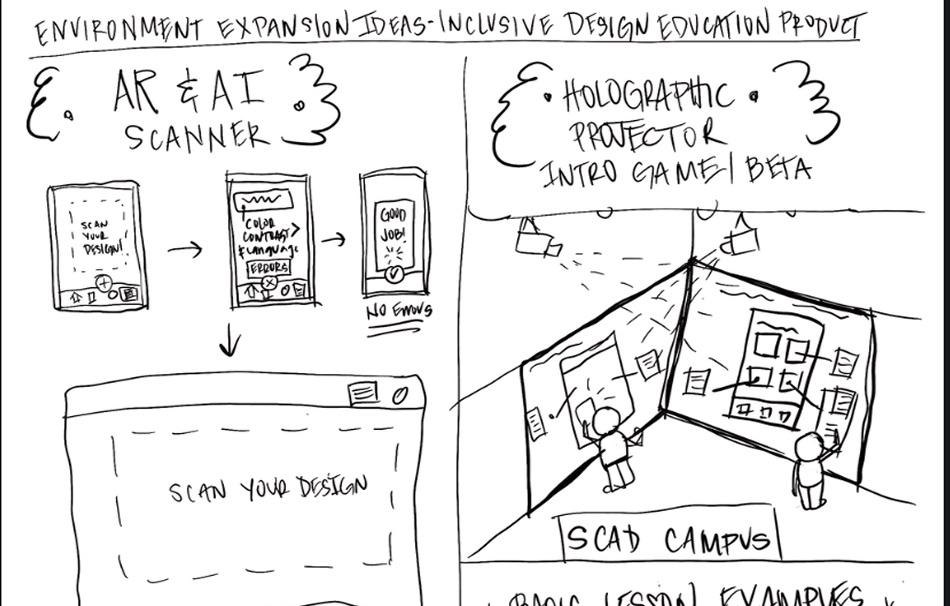 ENVIRONMENT EXPANSION IDEAS-INCLUSIVE DESIGN EDUCATION PRODUCT
AR & AI
SCANNER
SCAN
YOUR
DESIGN!
COLOR
CONTRAST
& LANGUAGE
ERRORS
GOOD
JOB!
NO ERRORS
SCAN YOUR DESIGN
HOLOGRAPHIC
PROJECTOR
INTRO GAME/ BETA
SCAD CAMPUS
BASIC LESSON EXAMPLES